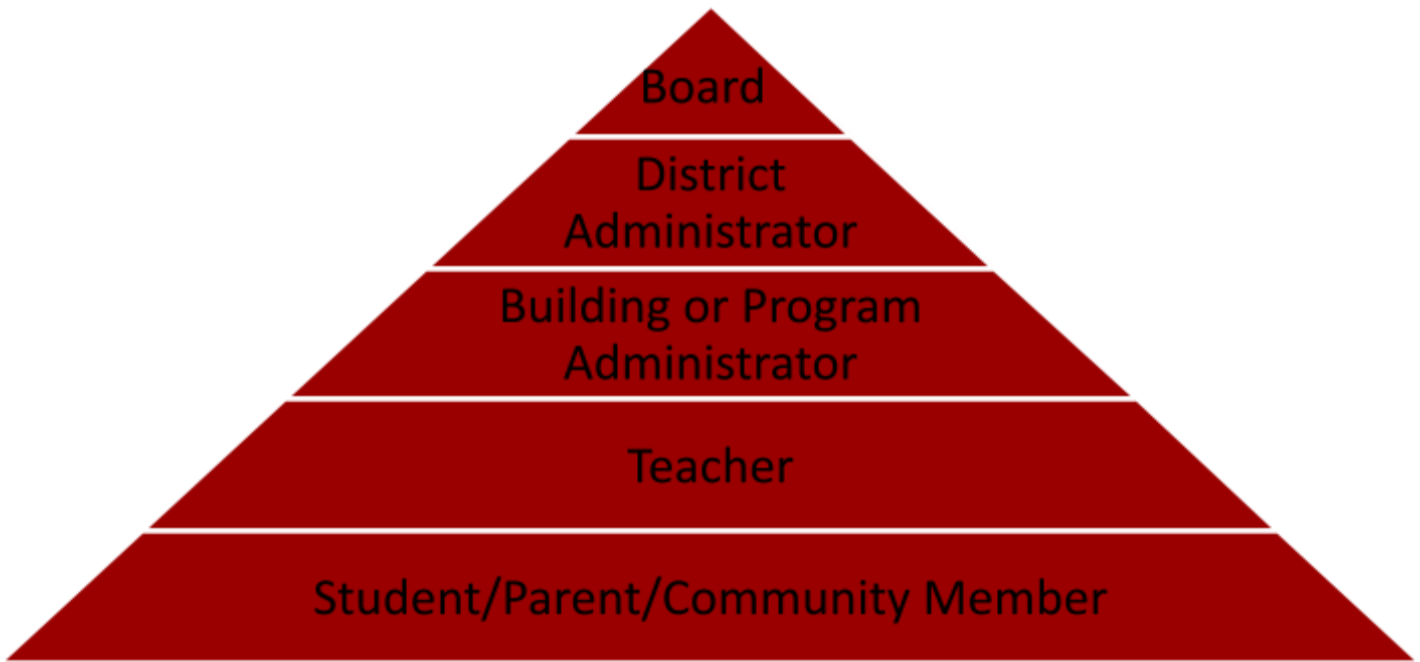 Board
District
Administrator
Building or Program
Administrator
Teacher
Student/Parent/Community Member